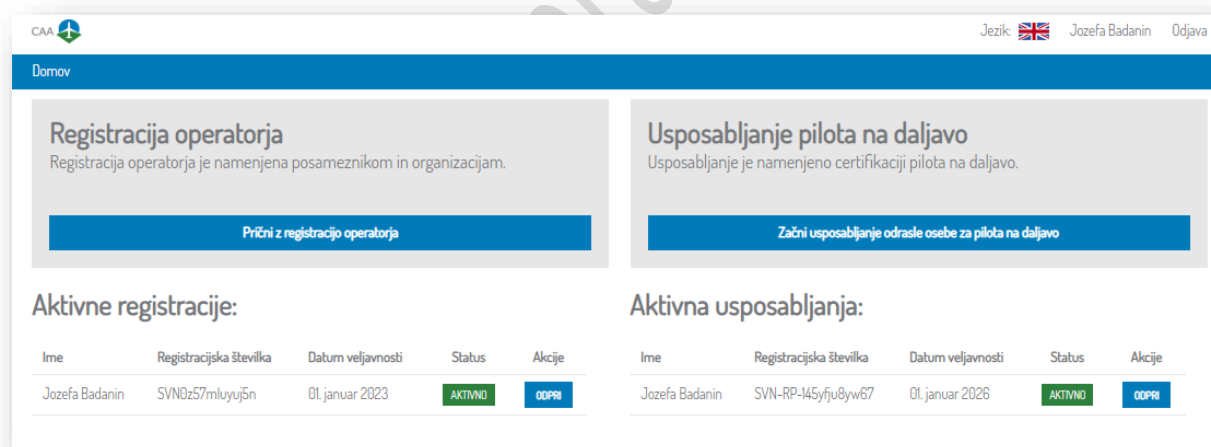 CAA
Jezik: Jozefa Badanin Odjava
Domov
Registracija operatorja
Registracija operatorja je namenjena posameznikom in organizacijam.
Prični z registracijo operatorja
Usposabljanje pilota na daljavo
Usposabljanje je namenjeno certifikaciji pilota na daljavo.
Začni usposabljanje odrasle osebe za pilota na daljavo
Aktivne registracije:
Ime Registracijska številka Datum veljavnosti Status Akcije
Jozefa Badanin SVN0z57mluyuj5n 01. januar 2023 AKTIVNO ODPRI
Aktivna usposabljanja:
Ime Registracijska številka Datum veljavnosti Status Akcije
Jozefa Badanin SVN-RP-145yfju8yw67 01. januar 2026 AKTIVNO ODPRI